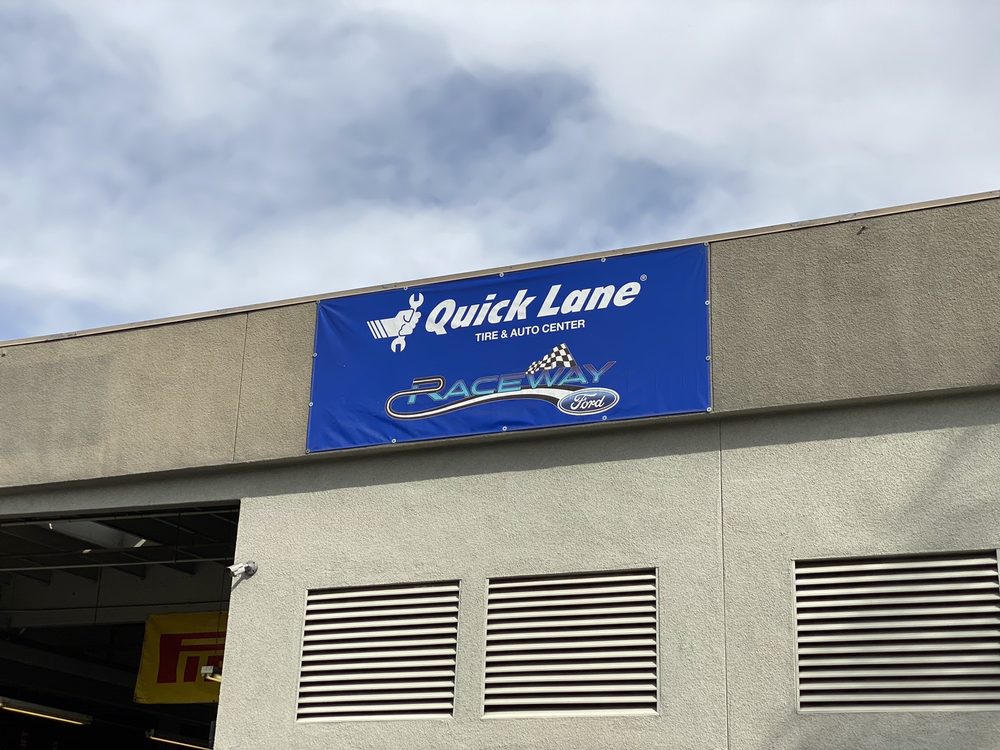 Quick Lane®
TIRE & AUTO CENTER
RACEWAY
Ford